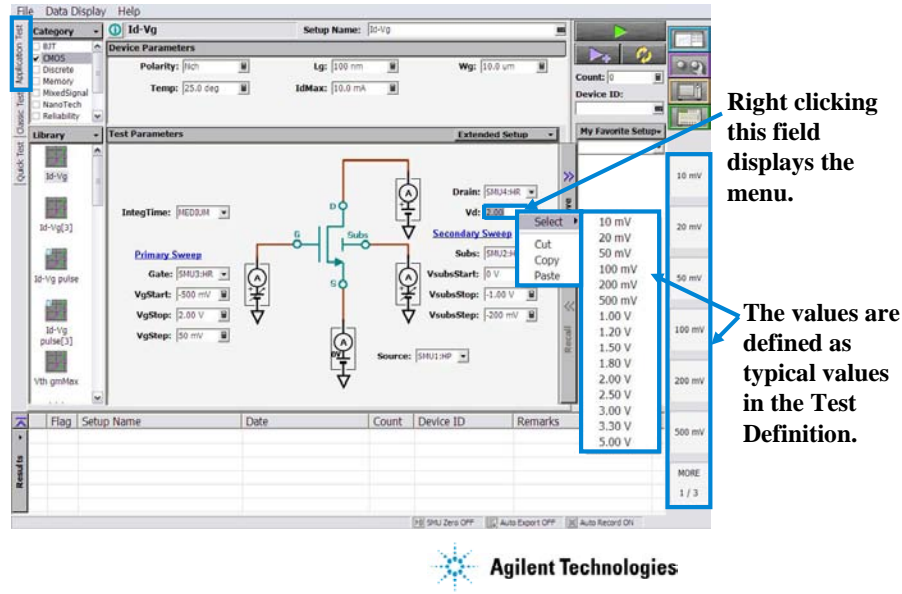 File Data Display Help
Application Test
Classic Test
Quick Test
Category
BJT
CMOS
Discrete
Memory
MixedSignal
NanoTech
Reliability
Library
Id-Vg
Id-Vg[3]
Id-Vg pulse
Id-Vg pulse[3]
Vth gmMax
Id-Vg
Setup Name: Id-Vg
Device Parameters
Polarity: Nch
Lg: 100 nm
Wg: 10.0 um
Temp: 25.0 deg
IdMax: 10.0 mA
Test Parameters
Extended Setup
IntegTime: MEDIUM
Primary Sweep
Gate: SMU3:HR
VgStart: -500 mV
VgStop: 2.00 V
VgStep: 50 mV
D
G
Subs
S
A
A
A
A
0V
Drain: SMU4:HR
Vd: 2.00
Secondary Sweep
Subs: SMU2:H
VsubsStart: 0 V
VsubsStop: -1.00 V
VsubsStep: -200 mV
Source: SMU1:HP
Recall
Count: 0
Device ID:
My Favorite Setup
Select
Cut
Copy
Paste
10 mV
20 mV
50 mV
100 mV
200 mV
500 mV
1.00 V
1.20 V
1.50 V
1.80 V
2.00 V
2.50 V
3.00 V
3.30 V
5.00 V
10 mV
20 mV
50 mV
100 mV
200 mV
500 mV
MORE
1 / 3
Right clicking
this field
displays the
menu.
The values are
defined as
typical values
in the Test
Definition.
Results
Flag Setup Name Date Count Device ID Remarks
SMU Zero OFF Auto Export OFF Auto Record ON
Agilent Technologies